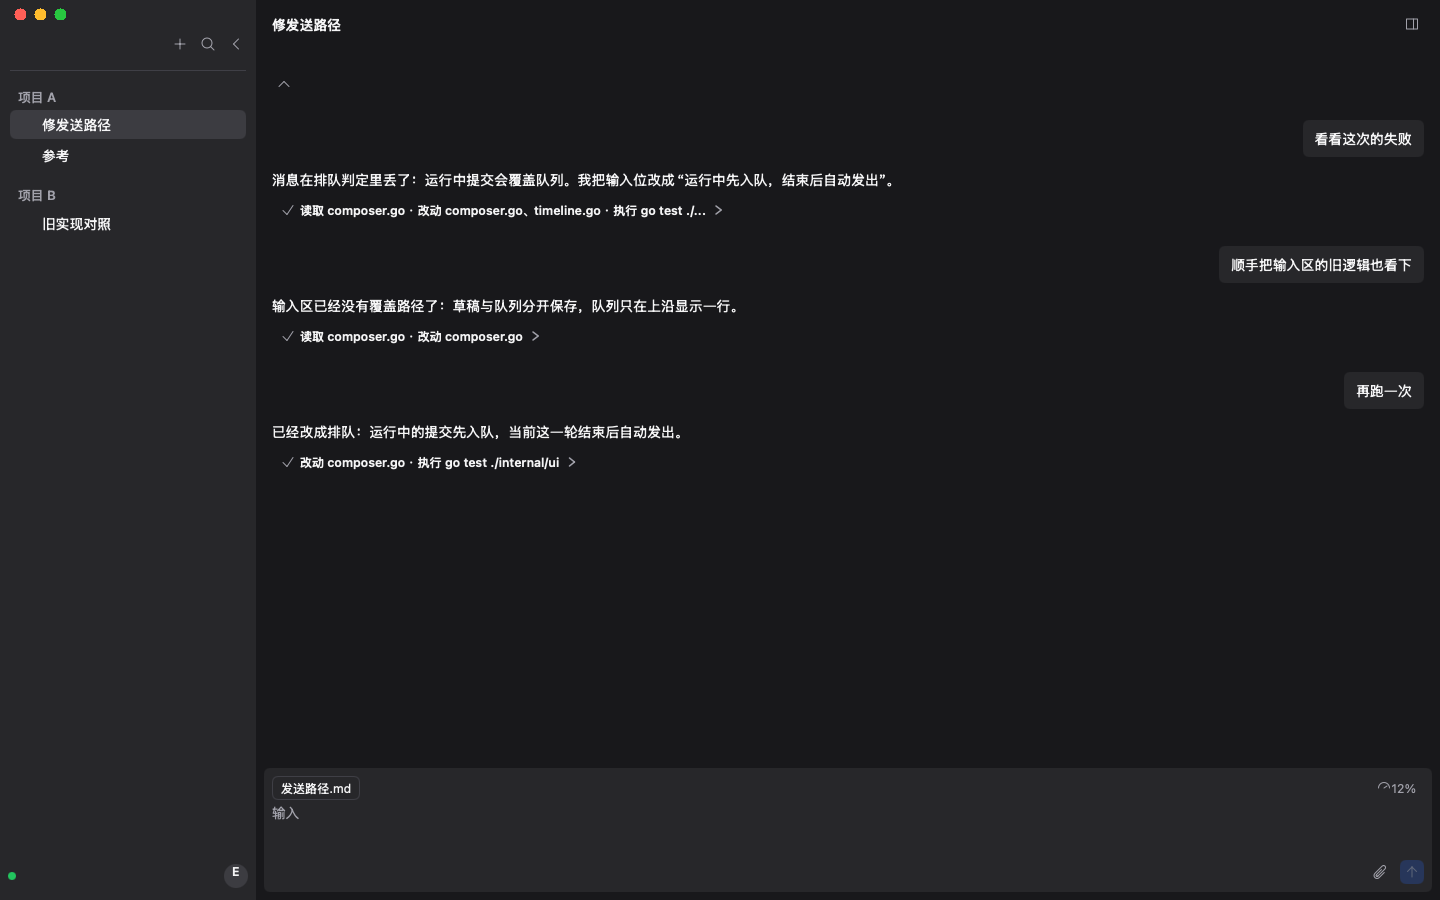 修发送路径
项目 A
修发送路径
参考
项目 B
旧实现对照
看看这次的失败
消息在排队判定里丢了：运行中提交会覆盖队列。我把输入位改成 “运行中先入队，结束后自动发出”。
读取 composer.go · 改动 composer.go、timeline.go · 执行 go test ./...
顺手把输入区的旧逻辑也看下
输入区已经没有覆盖路径了：草稿与队列分开保存，队列只在上沿显示一行。
读取 composer.go · 改动 composer.go
再跑一次
已经改成排队：运行中的提交先入队，当前这一轮结束后自动发出。
改动 composer.go · 执行 go test ./internal/ui
发送路径.md
12%
输入
E